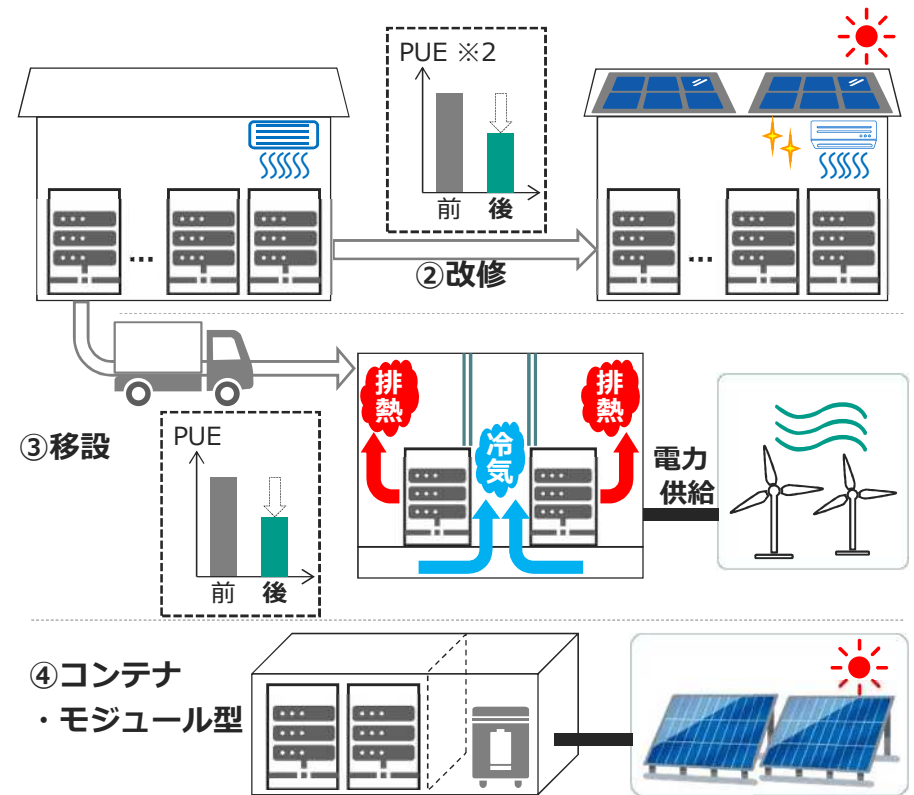 PUE ※2
前 後
②改修
...
...
③移設
PUE
前 後
排熱
冷気
排熱
電力
供給
④コンテナ
・モジュール型